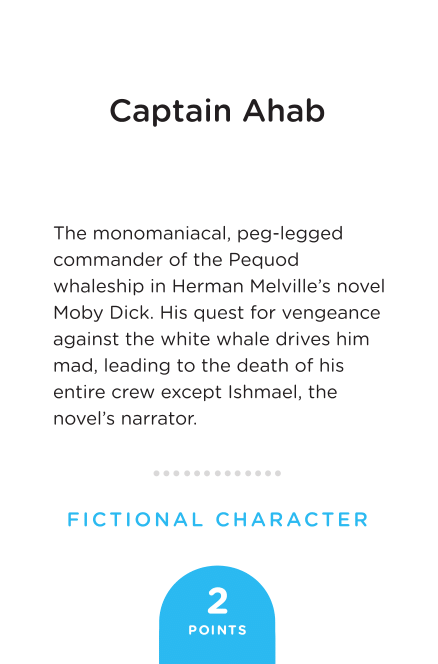 Captain Ahab
The monomaniacal, peg-legged
commander of the Pequod
whaleship in Herman Melville’s novel
Moby Dick. His quest for vengeance
against the white whale drives him
mad, leading to the death of his
entire crew except Ishmael, the
novel’s narrator.
FICTIONAL CHARACTER
2
POINTS